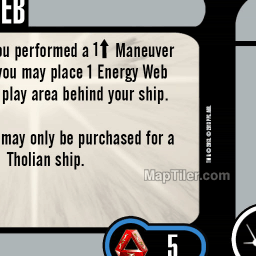 EB
ou performed a 1 Maneuver
you may place 1 Energy Web
play area behind your ship.
may only be purchased for a
Tholian ship.
MapTiler.com
5